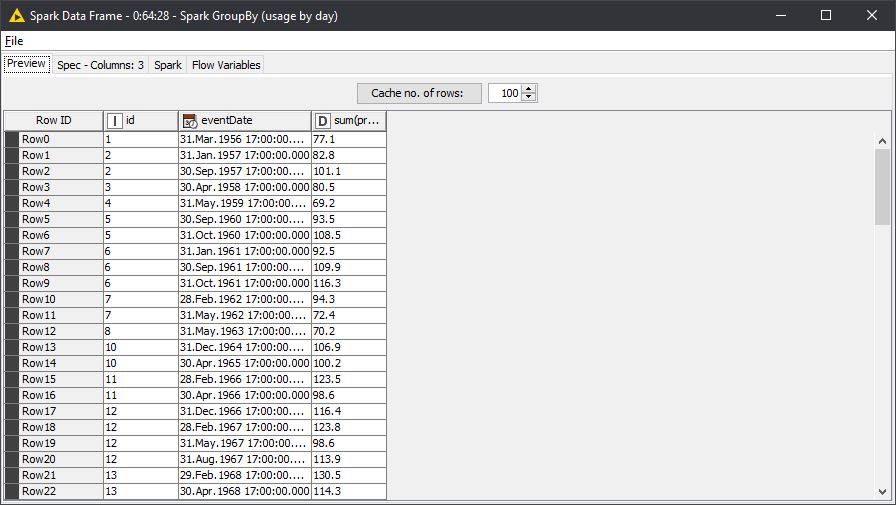 Spark Data Frame - 0:64:28 - Spark GroupBy (usage by day)
File
Preview Spec - Columns: 3 Spark Flow Variables
Cache no. of rows: 100
Row ID I id 31 eventDate D sum(pr...
Row0 1 31.Mar.1956 17:00:00.... 77.1
Row1 2 31.Jan.1957 17:00:00.000 82.8
Row2 2 30.Sep.1957 17:00:00.... 101.1
Row3 3 30.Apr.1958 17:00:00.000 80.5
Row4 4 31.May.1959 17:00:00.... 69.2
Row5 5 30.Sep.1960 17:00:00.... 93.5
Row6 5 31.Oct.1960 17:00:00.000 108.5
Row7 6 31.Jan.1961 17:00:00.000 92.5
Row8 6 30.Sep.1961 17:00:00.... 109.9
Row9 6 31.Oct.1961 17:00:00.000 116.3
Row10 7 28.Feb.1962 17:00:00.... 94.3
Row11 7 31.May.1962 17:00:00.... 72.4
Row12 8 31.May.1963 17:00:00.... 70.2
Row13 10 31.Dec.1964 17:00:00.... 106.9
Row14 10 30.Apr.1965 17:00:00.000 100.2
Row15 11 28.Feb.1966 17:00:00.... 123.5
Row16 11 30.Apr.1966 17:00:00.000 98.6
Row17 12 31.Dec.1966 17:00:00.... 116.4
Row18 12 28.Feb.1967 17:00:00.... 123.8
Row19 12 31.May.1967 17:00:00.... 98.6
Row20 12 31.Aug.1967 17:00:00.... 113.9
Row21 13 29.Feb.1968 17:00:00.... 130.5
Row22 13 30.Apr.1968 17:00:00.000 114.3